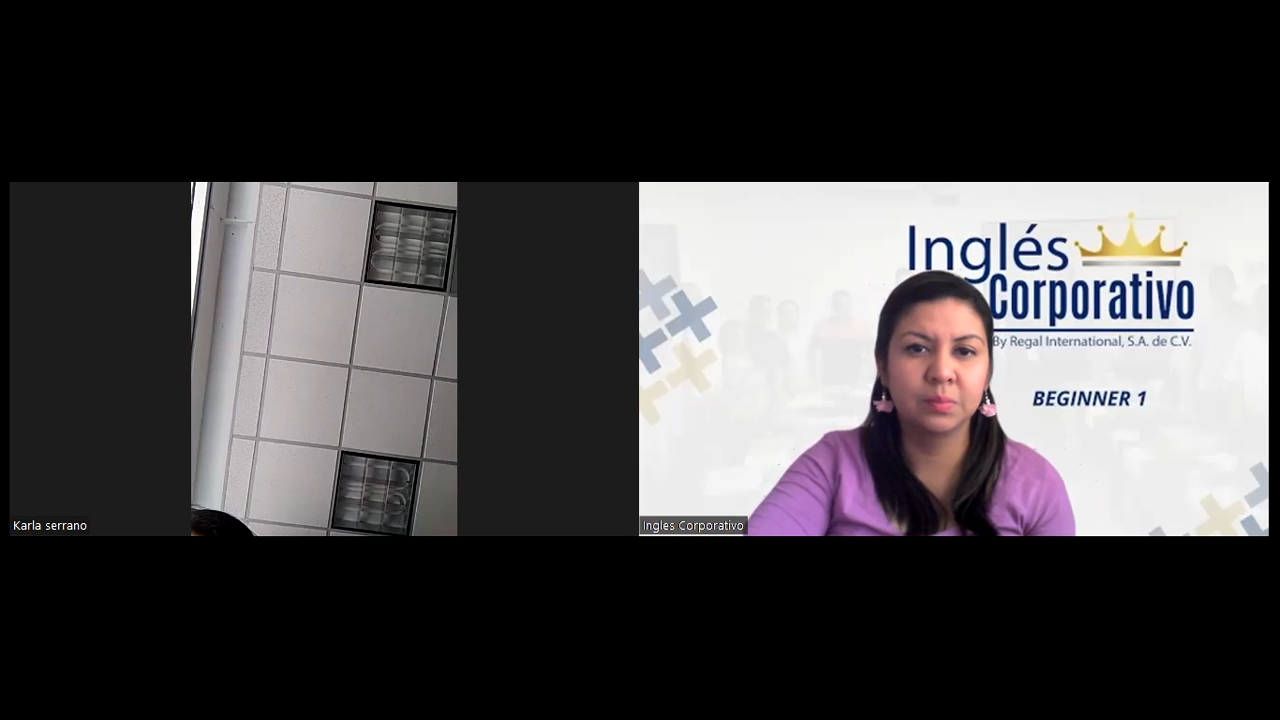 Inglés
Corporativo
By Regal International, S.A. de C.V.
BEGINNER 1
Karla serrano
Ingles Corporativo